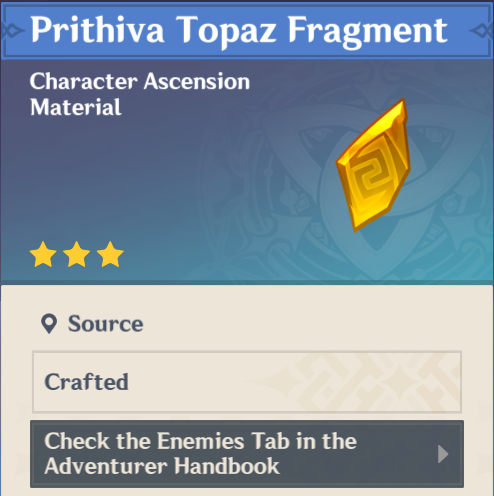 Prithiva Topaz Fragment
Character Ascension
Material
Source
Crafted
Check the Enemies Tab in the
Adventurer Handbook